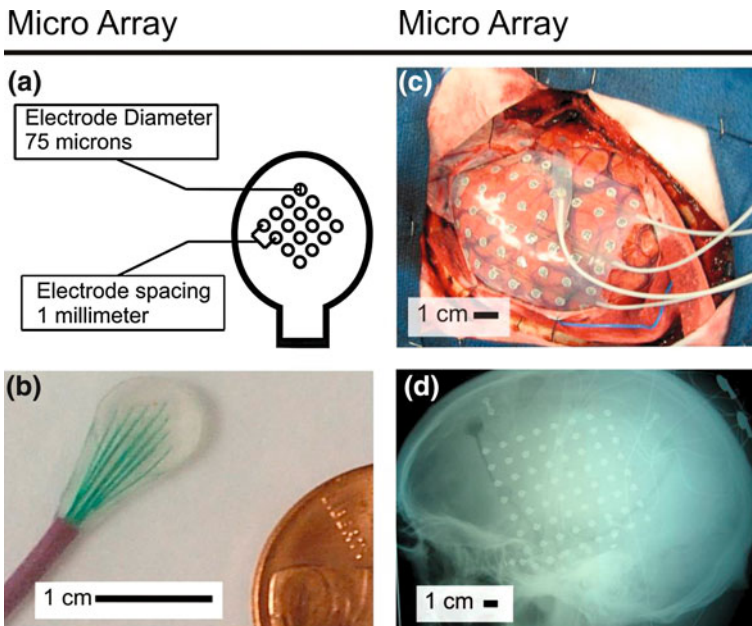 Micro Array
Micro Array
(a)
Electrode Diameter
75 microns
Electrode spacing
1 millimeter
(b)
1 cm
(c)
1 cm
(d)
1 cm